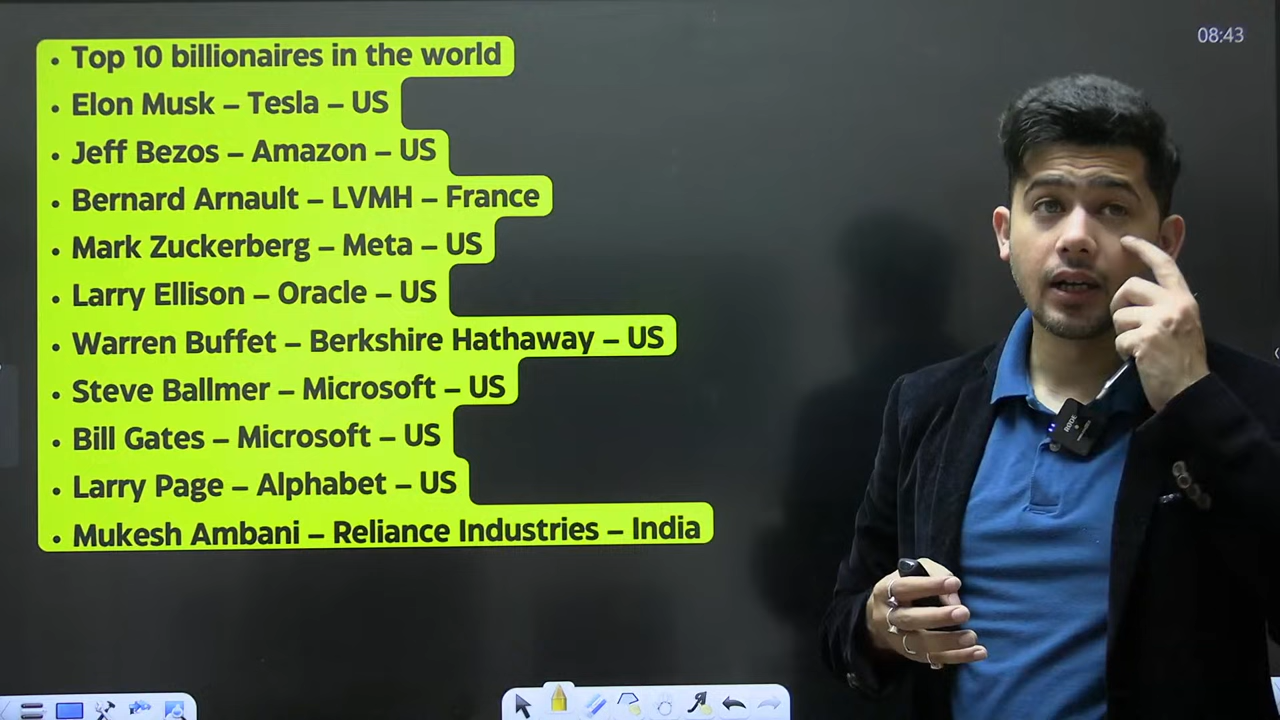 08:43
• Top 10 billionaires in the world
• Elon Musk – Tesla – US
• Jeff Bezos – Amazon – US
• Bernard Arnault – LVMH – France
• Mark Zuckerberg – Meta – US
• Larry Ellison – Oracle – US
• Warren Buffet – Berkshire Hathaway – US
• Steve Ballmer – Microsoft – US
• Bill Gates – Microsoft – US
• Larry Page – Alphabet – US
• Mukesh Ambani – Reliance Industries – India
RØDE